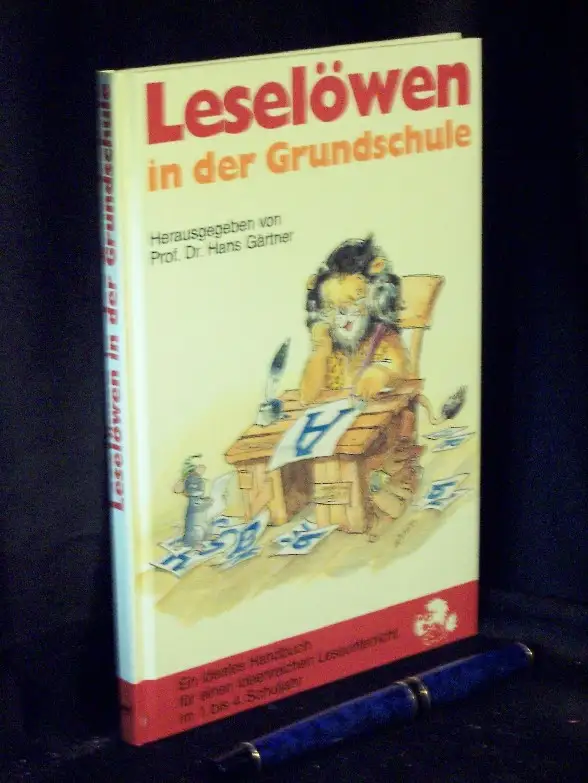 Leselöwen
in der Grundschule
Herausgegeben von
Prof. Dr. Hans Gärtner
A
Ein ideales Handbuch
für einen ideenreichen Leseunterricht
im 1. bis 4. Schuljahr
Leselöwen in der Grundschule